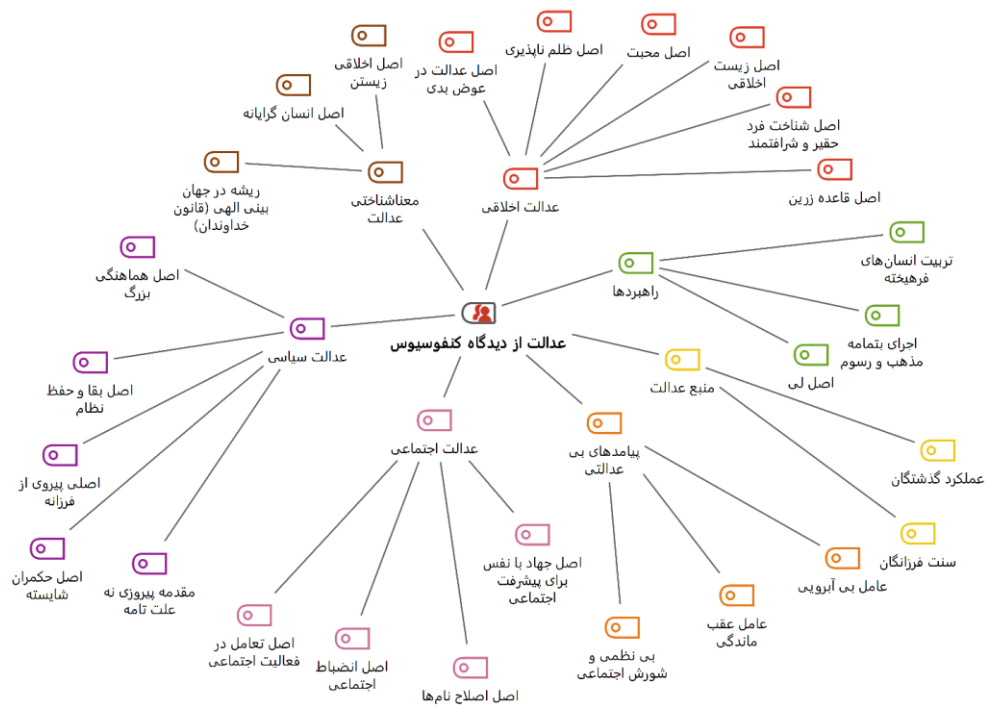 اصل ظلم ناپذیری
اصل محبت
اصل زیست
اخلاقی
اصل اخلاقی
زیستن
اصل عدالت در
عوض بدی
اصل انسان گرایانه
اصل شناخت فرد
حقیر و شرافتمند
اصل قاعده زرین
ریشه در جهان
بینی الهی (قانون
خداوندان)
معناشناختی
عدالت
عدالت اخلاقی
تربیت انسان‌های
فرهیخته
راهبردها
اصل هماهنگی
بزرگ
اجرای بتمامه
مذهب و رسوم
اصل لی
عدالت از دیدگاه کنفوسیوس
عدالت سیاسی
منبع عدالت
اصل بقا و حفظ
نظام
عدالت اجتماعی
پیامدهای بی
عدالتی
عملکرد گذشتگان
اصلی پیروی از
فرزانه
سنت فرزانگان
عامل بی آبرویی
اصل جهاد با نفس
برای پیشرفت
اجتماعی
اصل حکمران
شایسته
مقدمه پیروزی نه
علت تامه
عامل عقب
ماندگی
اصل تعامل در
فعالیت اجتماعی
بی نظمی و
شورش اجتماعی
اصل انضباط
اجتماعی
اصل اصلاح نام‌ها